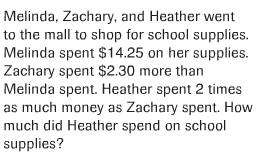 Melinda, Zachary, and Heather went
to the mall to shop for school supplies.
Melinda spent $14.25 on her supplies.
Zachary spent $2.30 more than
Melinda spent. Heather spent 2 times
as much money as Zachary spent. How
much did Heather spend on school
supplies?